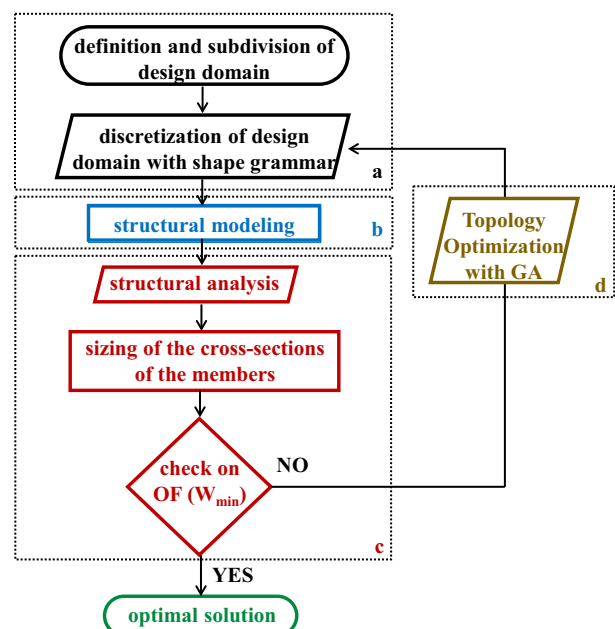 definition and subdivision of
design domain
discretization of design
domain with shape grammar
a
structural modeling
b
Topology
Optimization
with GA
d
structural analysis
sizing of the cross-sections
of the members
check on
OF (Wmin)
NO
c
YES
optimal solution